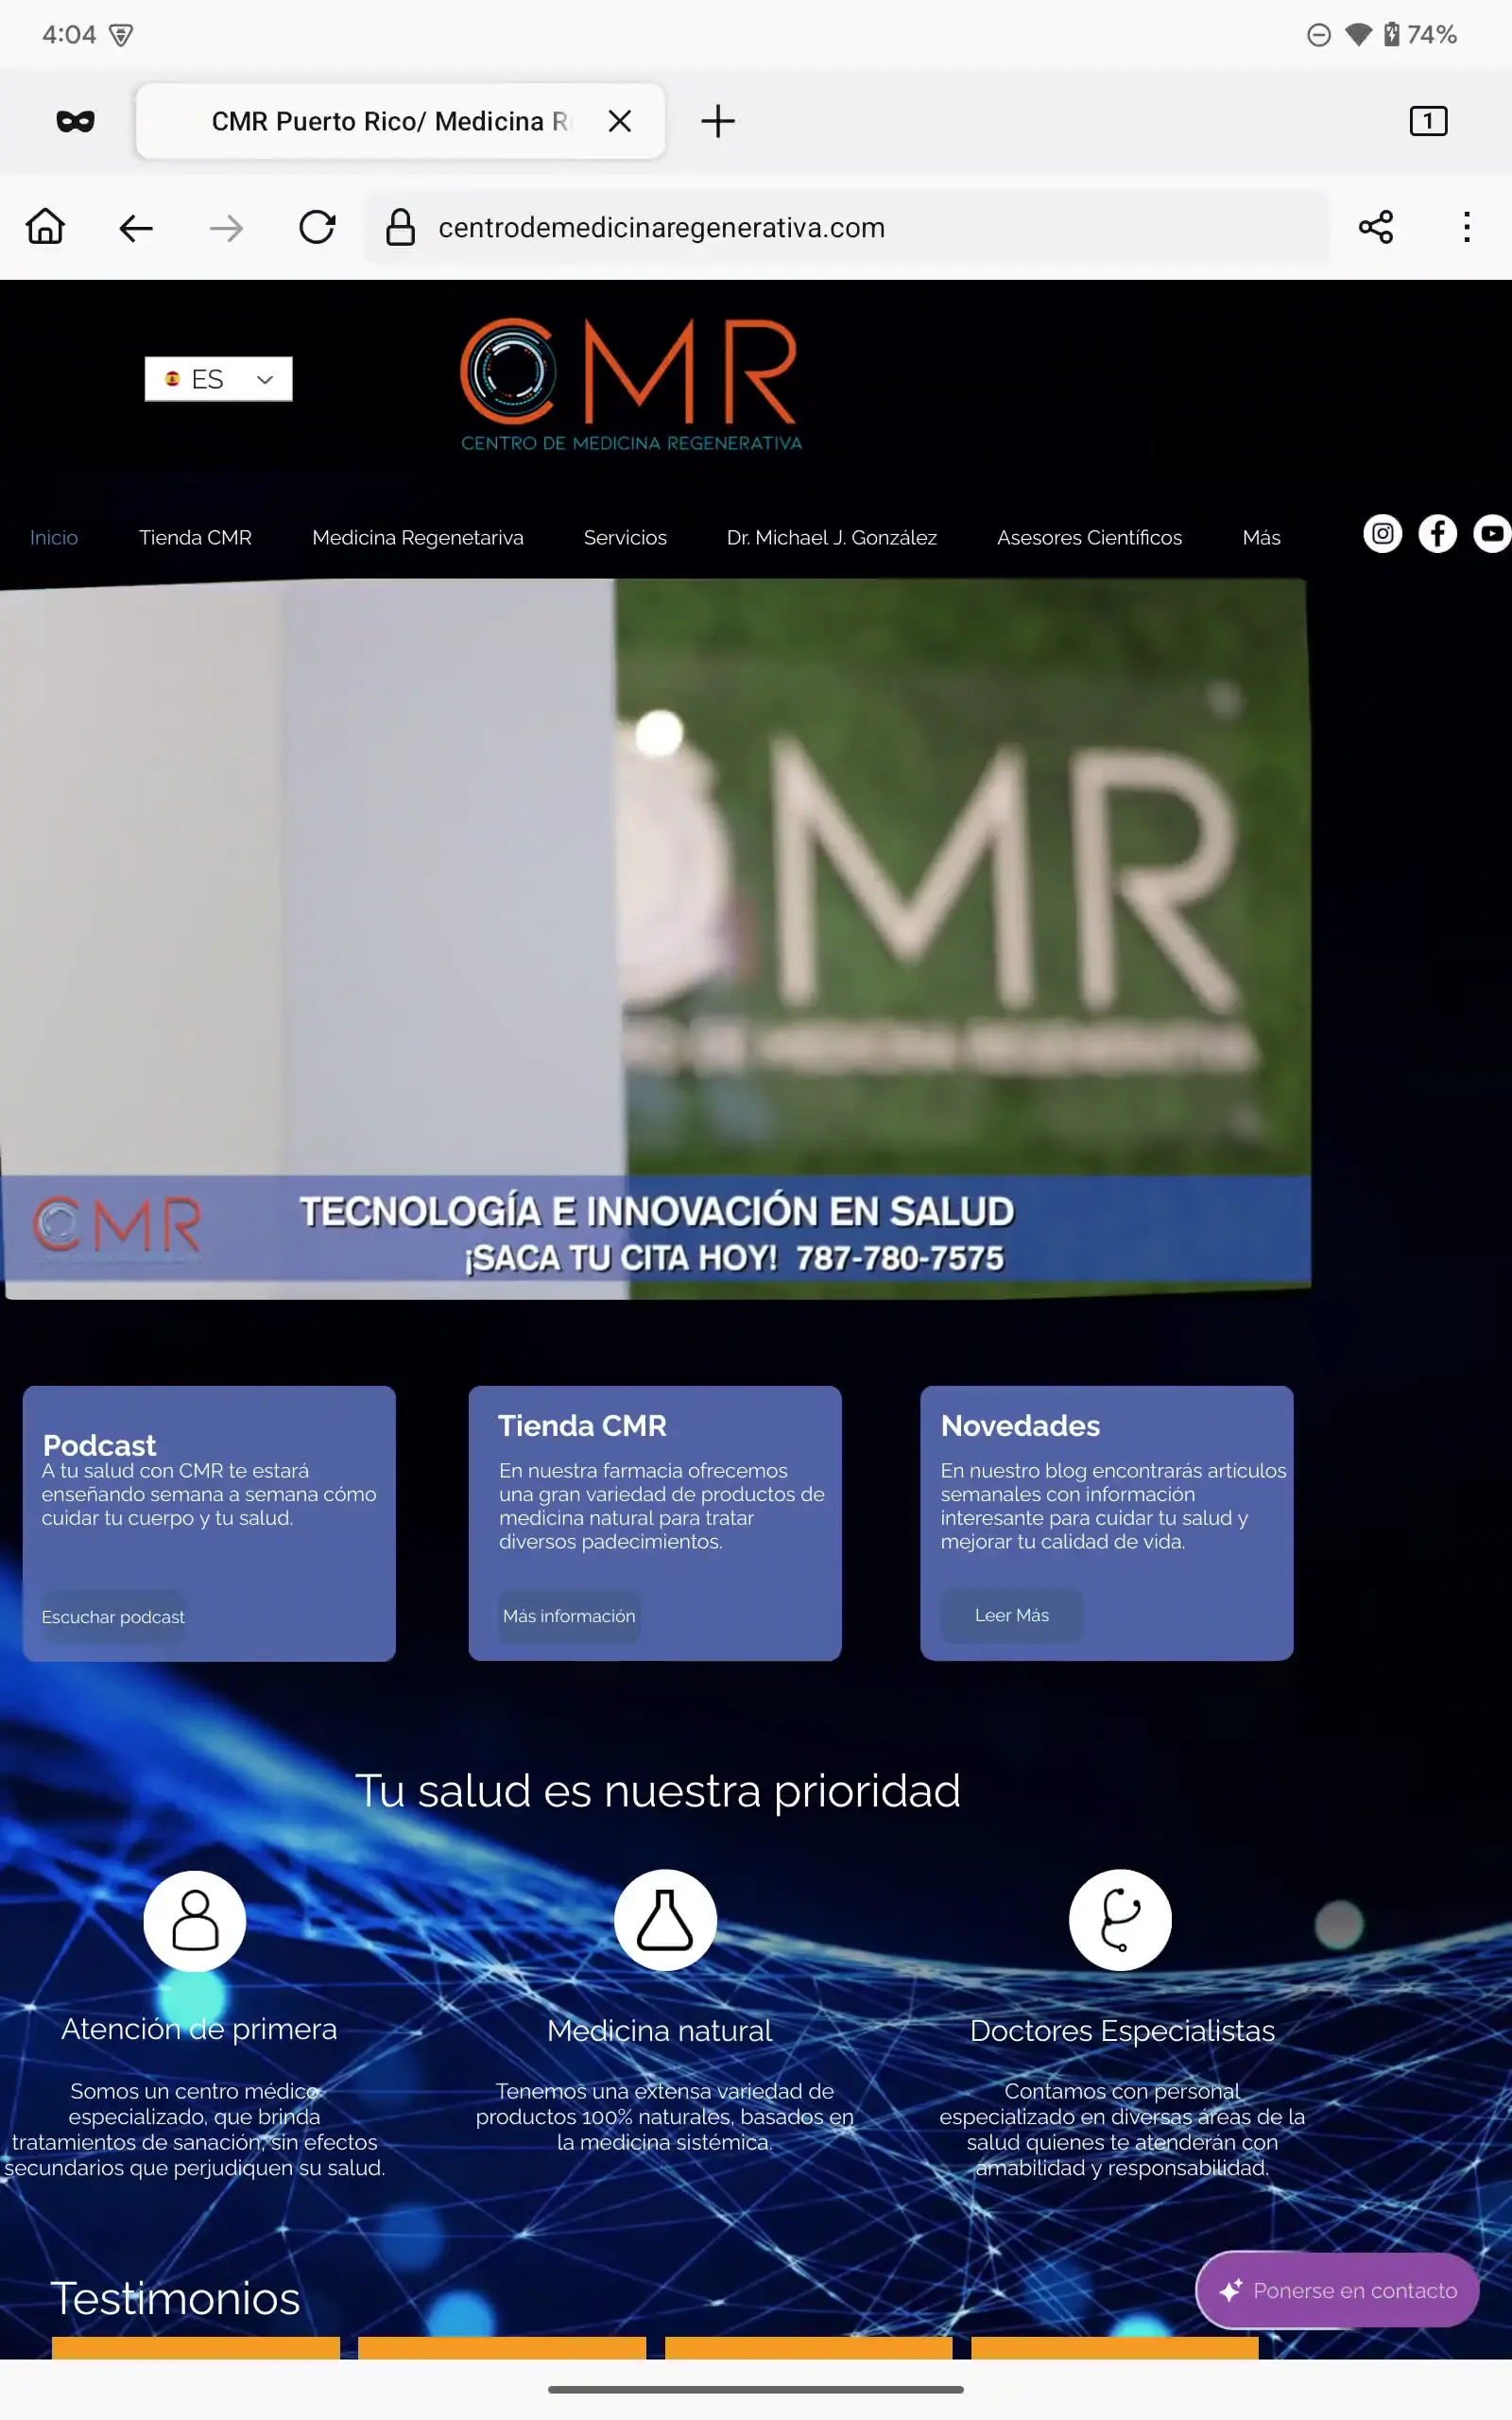 4:04
74%
CMR Puerto Rico/ Medicina R
1
centrodemedicinaregenerativa.com
ES
CMR
CENTRO DE MEDICINA REGENERATIVA
Inicio
Tienda CMR
Medicina Regenetariva
Servicios
Dr. Michael J. González
Asesores Científicos
Más
MR
CMR
TECNOLOGÍA E INNOVACIÓN EN SALUD
¡SACA TU CITA HOY! 787-780-7575
Podcast
A tu salud con CMR te estará
enseñando semana a semana cómo
cuidar tu cuerpo y tu salud.
Escuchar podcast
Tienda CMR
En nuestra farmacia ofrecemos
una gran variedad de productos de
medicina natural para tratar
diversos padecimientos.
Más información
Novedades
En nuestro blog encontrarás artículos
semanales con información
interesante para cuidar tu salud y
mejorar tu calidad de vida.
Leer Más
Tu salud es nuestra prioridad
Atención de primera
Somos un centro médico
especializado, que brinda
tratamientos de sanación, sin efectos
secundarios que perjudiquen su salud.
Medicina natural
Tenemos una extensa variedad de
productos 100% naturales, basados en
la medicina sistémica.
Doctores Especialistas
Contamos con personal
especializado en diversas áreas de la
salud quienes te atenderán con
amabilidad y responsabilidad.
Testimonios
Ponerse en contacto